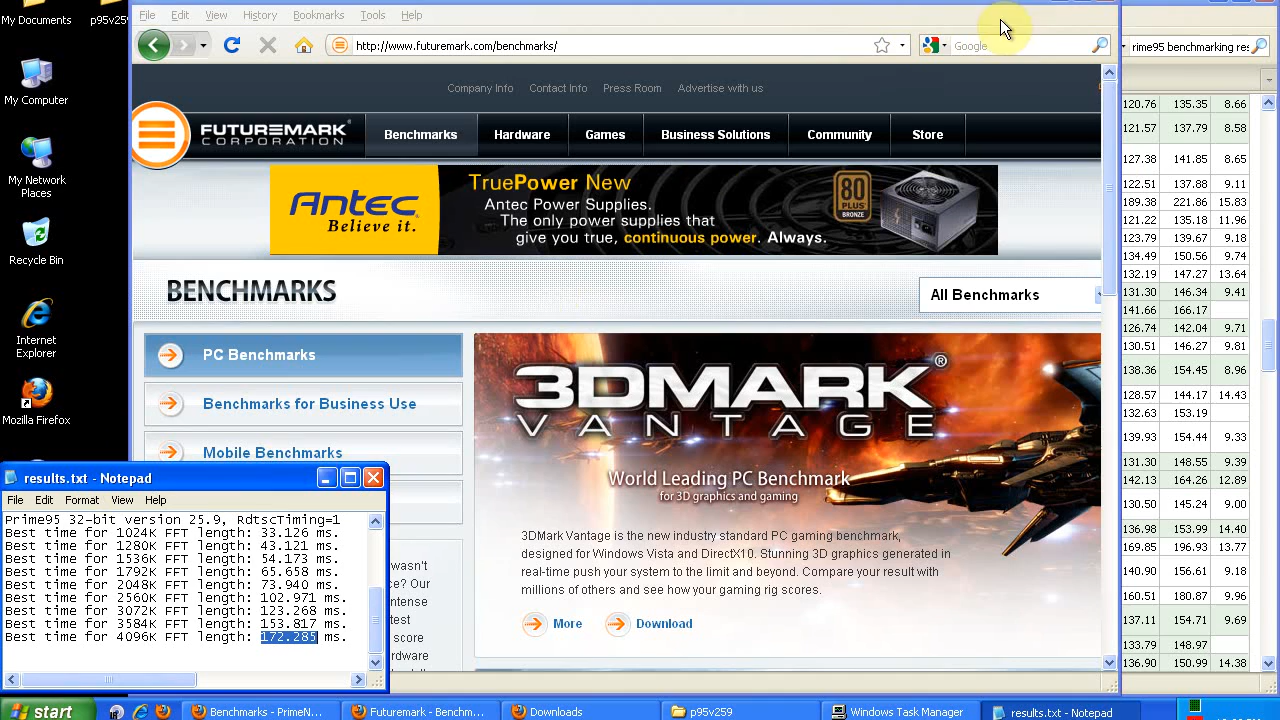 My Documents
p95v259
My Computer
My Network
Places
Recycle Bin
Internet
Explorer
Mozilla Firefox
File Edit View History Bookmarks Tools Help
http://www.futuremark.com/benchmarks/
Google
Company Info Contact Info Press Room Advertise with us
FUTUREMARK
CORPORATION
Benchmarks Hardware Games Business Solutions Community Store
Antec
Believe it.
TruePower New
Antec Power Supplies.
The only power supplies that
give you true, continuous power. Always.
80
PLUS
BRONZE
BENCHMARKS
All Benchmarks
PC Benchmarks
Benchmarks for Business Use
Mobile Benchmarks
3DMARK®
VANTAGE
World Leading PC Benchmark
for 3D graphics and gaming
3DMark Vantage is the new industry standard PC gaming benchmark,
designed for Windows Vista and DirectX10. Stunning 3D graphics generated in
real-time push your system to the limit and beyond. Compare your result with
millions of others and see how your gaming rig scores.
More Download
wasn't
e? Our
ntense
test
score
rdware
results.txt - Notepad
File Edit Format View Help
Prime95 32-bit version 25.9, RdtscTiming=1
Best time for 1024K FFT length: 33.126 ms.
Best time for 1280K FFT length: 43.121 ms.
Best time for 1536K FFT length: 54.173 ms.
Best time for 1792K FFT length: 65.658 ms.
Best time for 2048K FFT length: 73.940 ms.
Best time for 2560K FFT length: 102.971 ms.
Best time for 3072K FFT length: 123.268 ms.
Best time for 3584K FFT length: 153.817 ms.
Best time for 4096K FFT length: 172.285 ms.
rime95 benchmarking res
120.76 135.35 8.66
121.57 137.79 8.58
127.38 141.85 8.65
122.51 137.88 9.11
189.38 221.86 15.83
121.22 135.19 11.96
123.79 139.67 9.18
134.49 150.56 9.74
132.19 147.27 13.64
131.30 146.34 9.41
141.66 166.17
126.74 142.04 9.71
130.51 146.27 9.81
138.36 154.45 8.96
128.57 144.17 14.43
132.63 153.19
139.93 154.44 9.33
131.30 148.55 9.39
142.13 164.26 12.89
130.50 145.24 9.00
136.98 153.99 14.40
169.85 196.93 13.77
140.90 156.61 9.18
160.51 180.87 9.96
137.11 154.71 9.69
133.79 148.97
136.90 150.99 14.38
start
Benchmarks - PrimeN...
Futuremark - Benchm...
Downloads
p95v259
Windows Task Manager
results.txt - Notepad